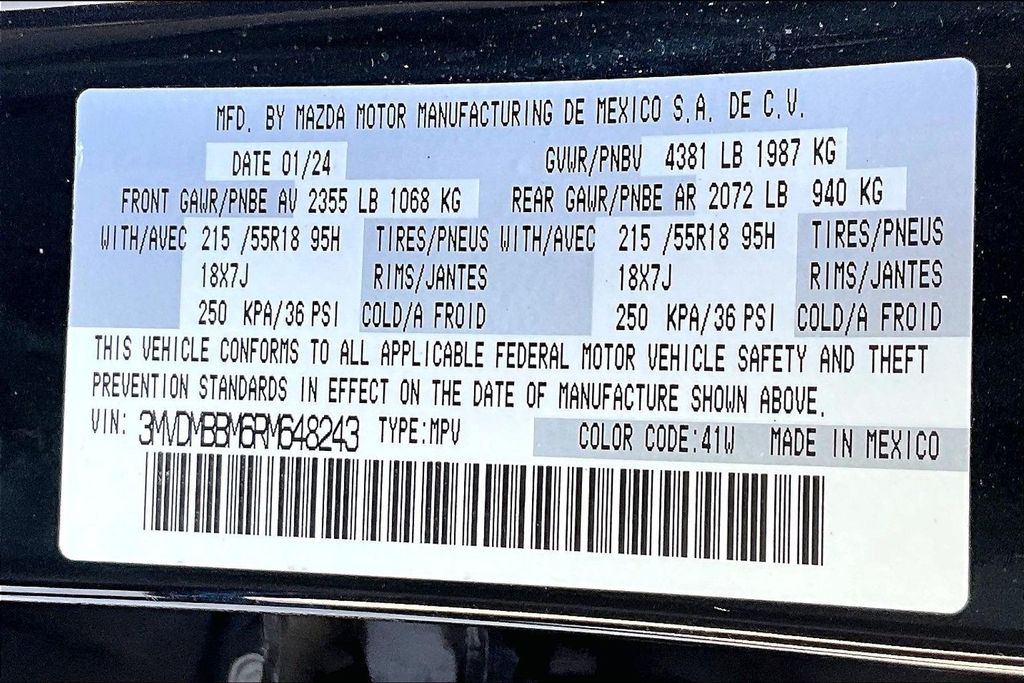 MFD. BY MAZDA MOTOR MANUFACTURING DE MEXICO S.A. DE C.V.
DATE 01/24 GVWR/PNBV 4381 LB 1987 KG
FRONT GAWR/PNBE AV 2355 LB 1068 KG REAR GAWR/PNBE AR 2072 LB 940 KG
WITH/AVEC 215 /55R18 95H TIRES/PNEUS WITH/AVEC 215 /55R18 95H TIRES/PNEUS
18X7J RIMS/JANTES 18X7J RIMS/JANTES
250 KPA/36 PSI COLD/A FROID 250 KPA/36 PSI COLD/A FROID
THIS VEHICLE CONFORMS TO ALL APPLICABLE FEDERAL MOTOR VEHICLE SAFETY AND THEFT
PREVENTION STANDARDS IN EFFECT ON THE DATE OF MANUFACTURE SHOWN ABOVE.
VIN: 3MVDMBBM6RM648243 TYPE:MPV COLOR CODE:41W MADE IN MEXICO